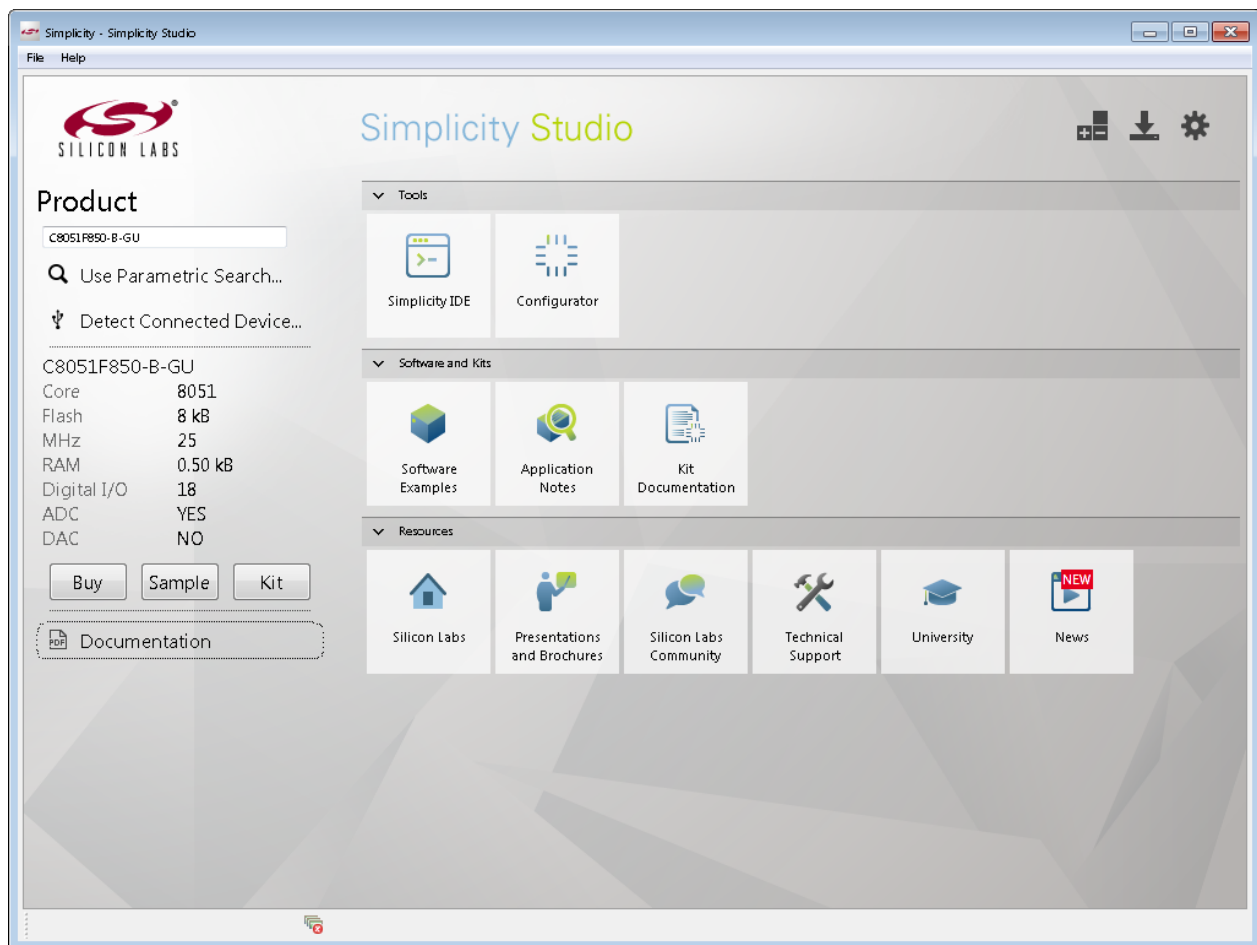 Simplicity - Simplicity Studio
File Help
SILICON LABS
Simplicity Studio
Product
C8051F850-B-GU
Use Parametric Search...
Detect Connected Device...
C8051F850-B-GU
Core 8051
Flash 8 kB
MHz 25
RAM 0.50 kB
Digital I/O 18
ADC YES
DAC NO
Buy Sample Kit
PDF Documentation
Tools
Simplicity IDE
Configurator
Software and Kits
Software
Examples
Application
Notes
Kit
Documentation
Resources
Silicon Labs
Presentations
and Brochures
Silicon Labs
Community
Technical
Support
University
NEW
News